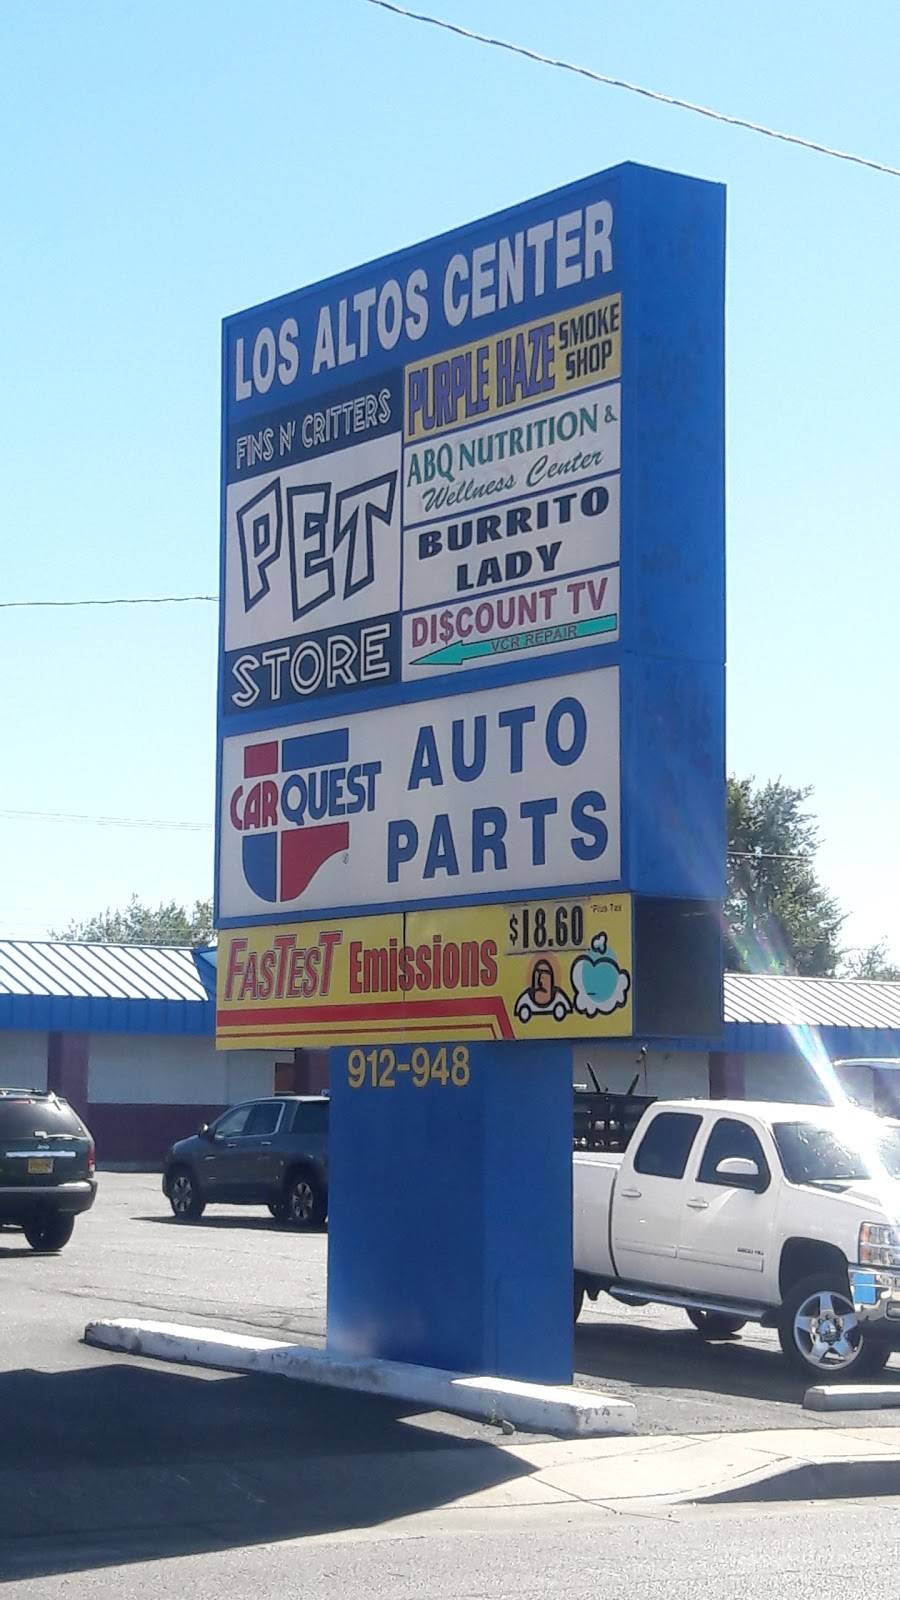 LOS ALTOS CENTER
FINS N' CRITTERS
PET
STORE
PURPLE HAZE SMOKE SHOP
ABQ NUTRITION &
Wellness Center
BURRITO
LADY
DI$COUNT TV
VCR REPAIR
CARQUEST
AUTO
PARTS
FASTEST Emissions
$18.60
*Plus Tax
912-948